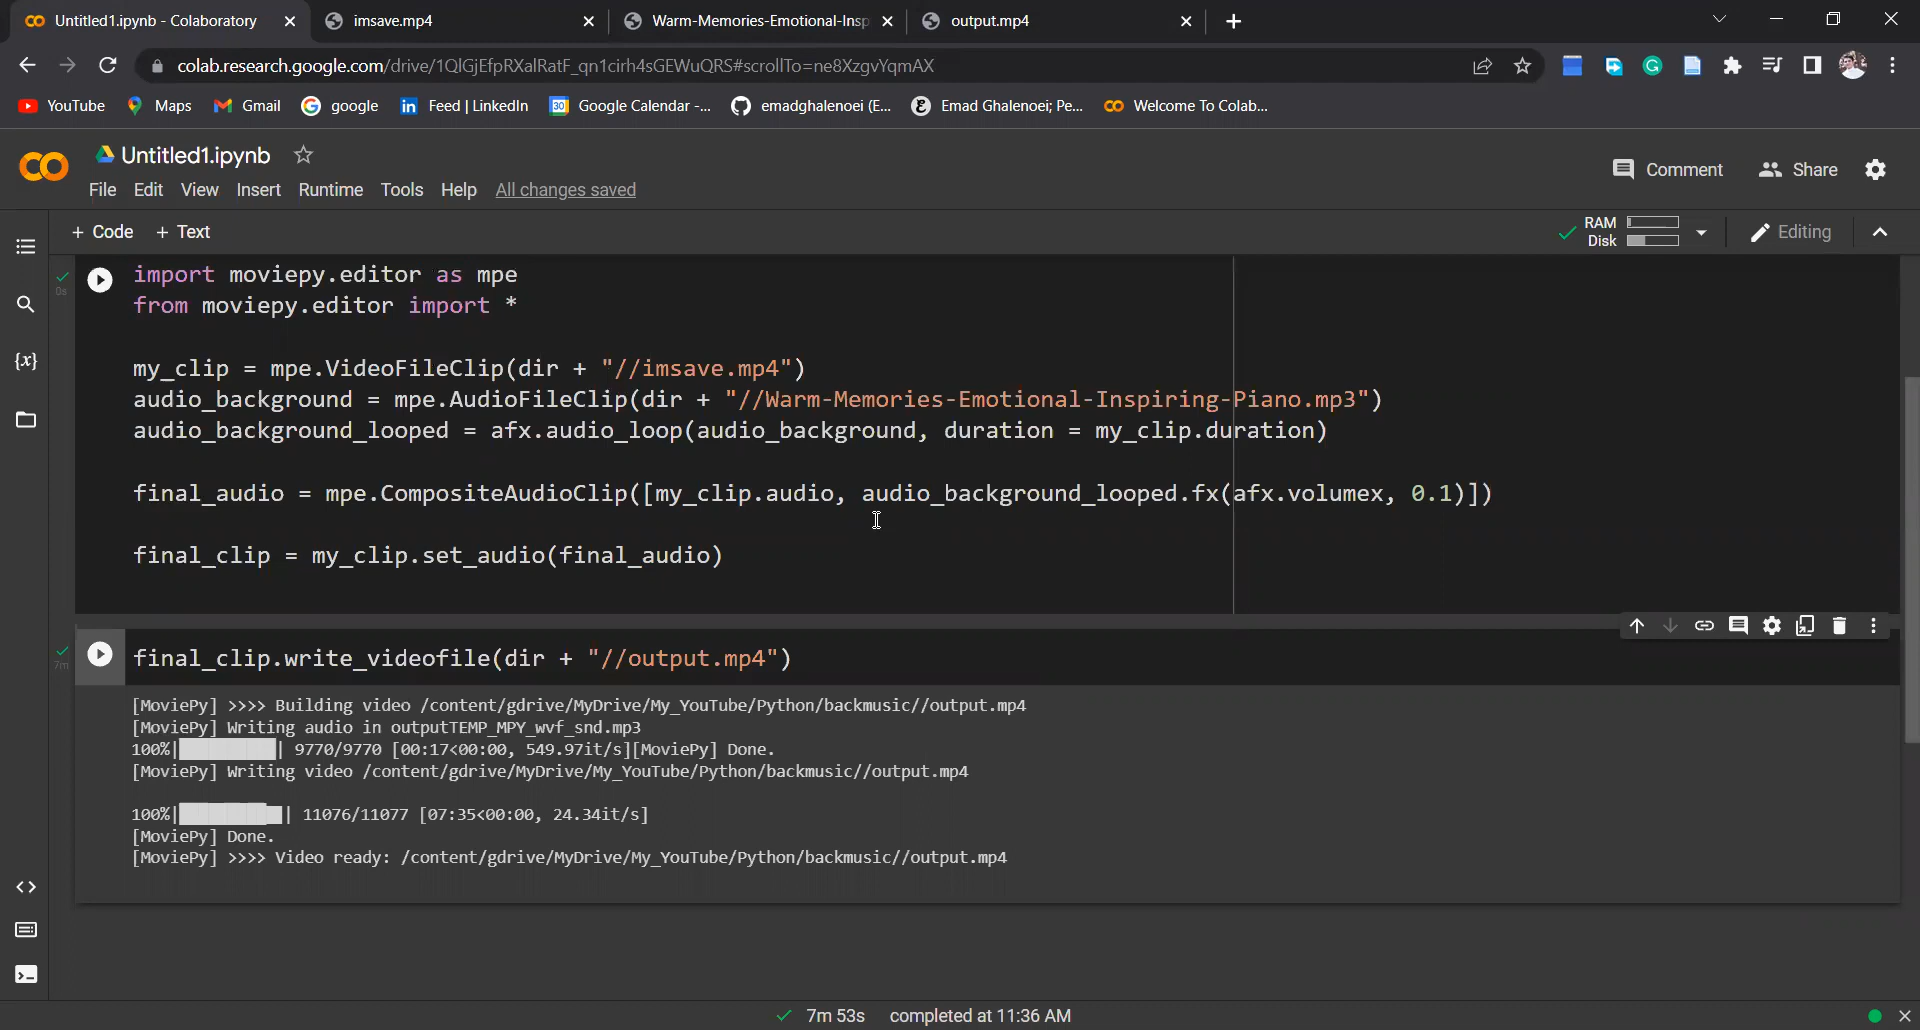 Untitled1.ipynb - Colaboratory
imsave.mp4
Warm-Memories-Emotional-Insp
output.mp4
colab.research.google.com/drive/1QlGjEfpRXalRatF_qn1cirh4sGEWuQRS#scrollTo=ne8XzgvYqmAX
YouTube
Maps
Gmail
google
Feed | LinkedIn
Google Calendar -...
emadghalenoei (E...
Emad Ghalenoei; Pe...
Welcome To Colab...
Untitled1.ipynb
Comment
Share
File Edit View Insert Runtime Tools Help All changes saved
+ Code + Text
RAM
Disk
Editing
0s
import moviepy.editor as mpe
from moviepy.editor import *
my_clip = mpe.VideoFileClip(dir + "//imsave.mp4")
audio_background = mpe.AudioFileClip(dir + "//Warm-Memories-Emotional-Inspiring-Piano.mp3")
audio_background_looped = afx.audio_loop(audio_background, duration = my_clip.duration)
final_audio = mpe.CompositeAudioClip([my_clip.audio, audio_background_looped.fx(afx.volumex, 0.1)])
final_clip = my_clip.set_audio(final_audio)
7m
final_clip.write_videofile(dir + "//output.mp4")
[MoviePy] >>>> Building video /content/gdrive/MyDrive/My_YouTube/Python/backmusic//output.mp4
[MoviePy] Writing audio in outputTEMP_MPY_wvf_snd.mp3
100%|██████████| 9770/9770 [00:17<00:00, 549.97it/s][MoviePy] Done.
[MoviePy] Writing video /content/gdrive/MyDrive/My_YouTube/Python/backmusic//output.mp4
100%|█████████▉| 11076/11077 [07:35<00:00, 24.34it/s]
[MoviePy] Done.
[MoviePy] >>>> Video ready: /content/gdrive/MyDrive/My_YouTube/Python/backmusic//output.mp4
7m 53s completed at 11:36 AM